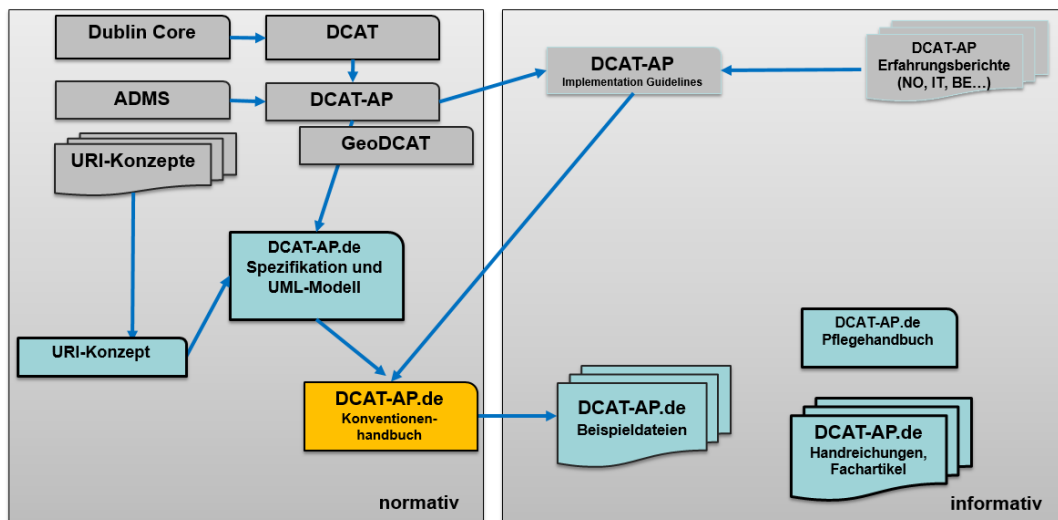 Dublin Core
DCAT
ADMS
DCAT-AP
GeoDCAT
URI-Konzepte
DCAT-AP.de
Spezifikation und
UML-Modell
URI-Konzept
DCAT-AP.de
Konventionen-
handbuch
normativ
DCAT-AP
Implementation Guidelines
DCAT-AP
Erfahrungsberichte
(NO, IT, BE…)
DCAT-AP.de
Pflegehandbuch
DCAT-AP.de
Beispieldateien
DCAT-AP.de
Handreichungen,
Fachartikel
informativ